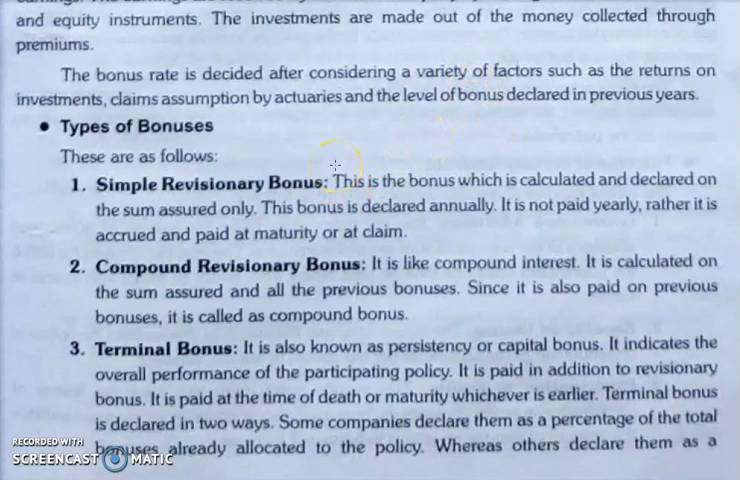 and equity instruments. The investments are made out of the money collected through
premiums.
The bonus rate is decided after considering a variety of factors such as the returns on
investments, claims assumption by actuaries and the level of bonus declared in previous years.
• Types of Bonuses
These are as follows:
1. Simple Revisionary Bonus: This is the bonus which is calculated and declared on
the sum assured only. This bonus is declared annually. It is not paid yearly, rather it is
accrued and paid at maturity or at claim.
2. Compound Revisionary Bonus: It is like compound interest. It is calculated on
the sum assured and all the previous bonuses. Since it is also paid on previous
bonuses, it is called as compound bonus.
3. Terminal Bonus: It is also known as persistency or capital bonus. It indicates the
overall performance of the participating policy. It is paid in addition to revisionary
bonus. It is paid at the time of death or maturity whichever is earlier. Terminal bonus
is declared in two ways. Some companies declare them as a percentage of the total
bonuses already allocated to the policy. Whereas others declare them as a
RECORDED WITH
SCREENCAST MATIC